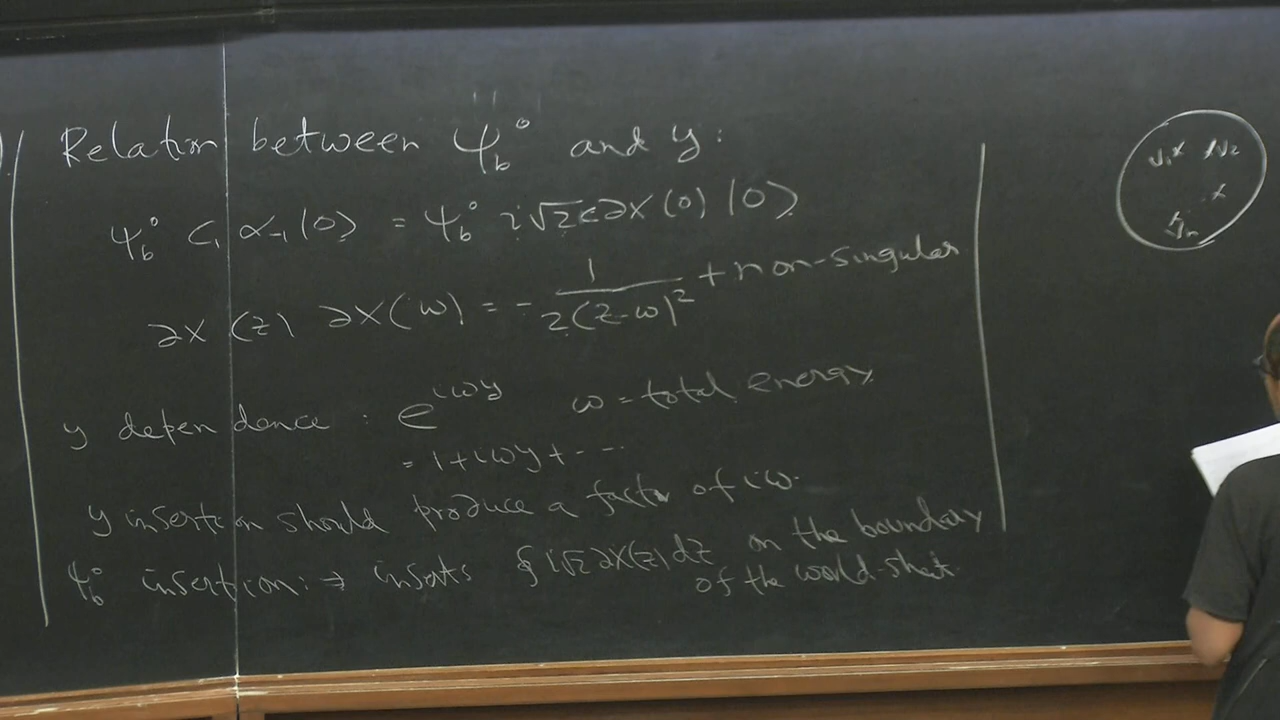 Relation between ψ_b^0 and y:
ψ_b^0 c_1 α_{-1} |0⟩ = ψ_b^0 i√2 c∂X(0) |0⟩
∂X(z) ∂X(w) = - 1/(2(z-w)^2) + non-singular
y dependence : e^{iωy} ω = total energy
= 1 + iωy + ...
y insertion should produce a factor of iω.
ψ_b^0 insertion: ⇒ inserts ∮ i√2 ∂X(z) dz on the boundary
of the world-sheet
V_1 × × V_2
×
×